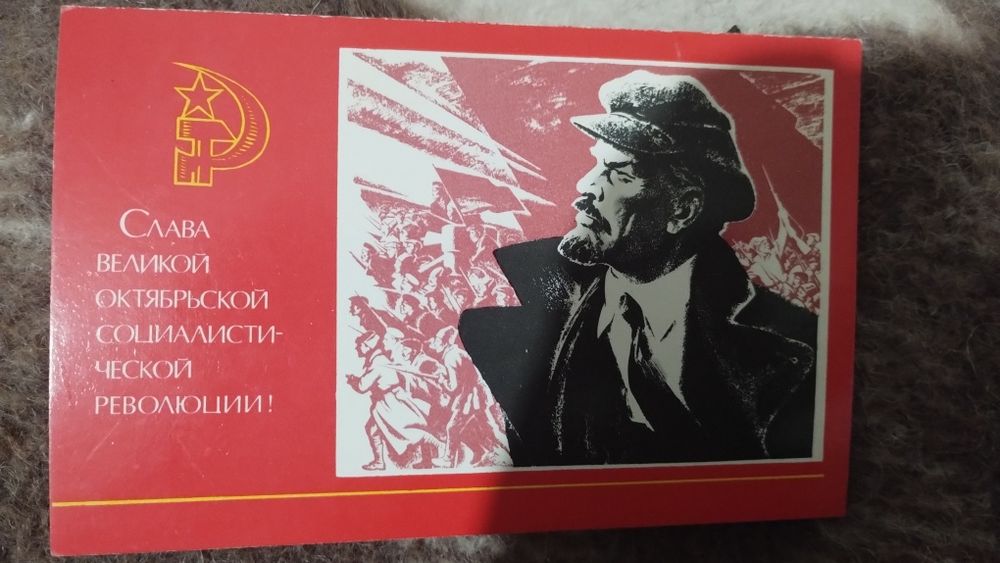 Слава
великой
октябрьской
социалисти-
ческой
революции!